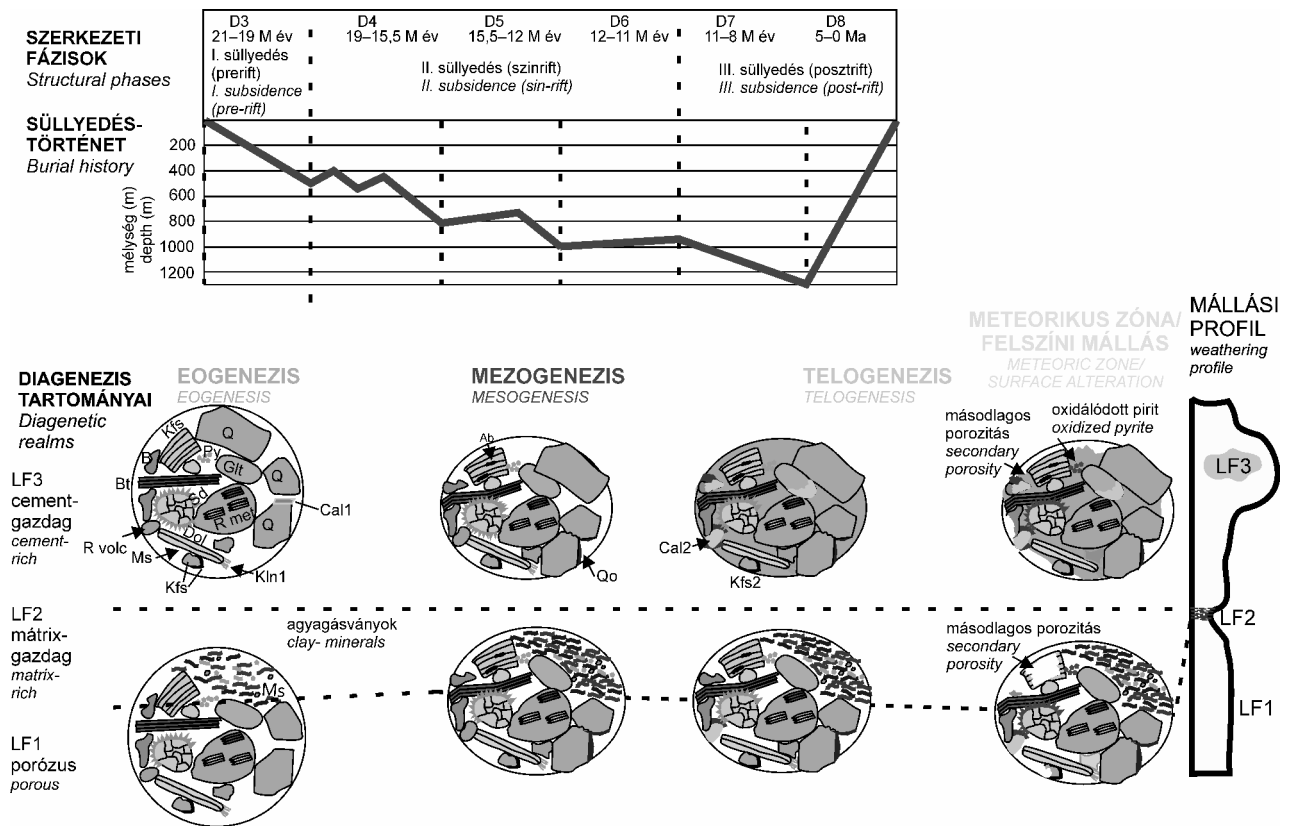 SZERKEZETI
FÁZISOK
Structural phases
D3
21–19 M év
D4
19–15,5 M év
D5
15,5–12 M év
D6
12–11 M év
D7
11–8 M év
D8
5–0 Ma
I. süllyedés
(prerift)
I. subsidence
(pre-rift)
II. süllyedés (szinrift)
II. subsidence (sin-rift)
III. süllyedés (posztrift)
III. subsidence (post-rift)
SÜLLYEDÉS-
TÖRTÉNET
Burial history
mélység (m)
depth (m)
200
400
600
800
1000
1200
DIAGENEZIS
TARTOMÁNYAI
Diagenetic
realms
EOGENEZIS
EOGENESIS
MEZOGENEZIS
MESOGENESIS
TELOGENEZIS
TELOGENESIS
METEORIKUS ZÓNA/
FELSZÍNI MÁLLÁS
METEORIC ZONE/
SURFACE ALTERATION
MÁLLÁSI
PROFIL
weathering
profile
LF3
cement-
gazdag
cement-
rich
Kfs
Q
B
Py
Glt
Q
Bt
Sd
R me
Q
Cal1
R volc
Dol
Ms
Kfs
Kln1
Ab
Qo
Cal2
Kfs2
másodlagos
porozitás
secondary
porosity
oxidálódott pirit
oxidized pyrite
LF3
LF2
mátrix-
gazdag
matrix-
rich
agyagásványok
clay- minerals
Ms
másodlagos porozitás
secondary
porosity
LF2
LF1
LF1
porózus
porous